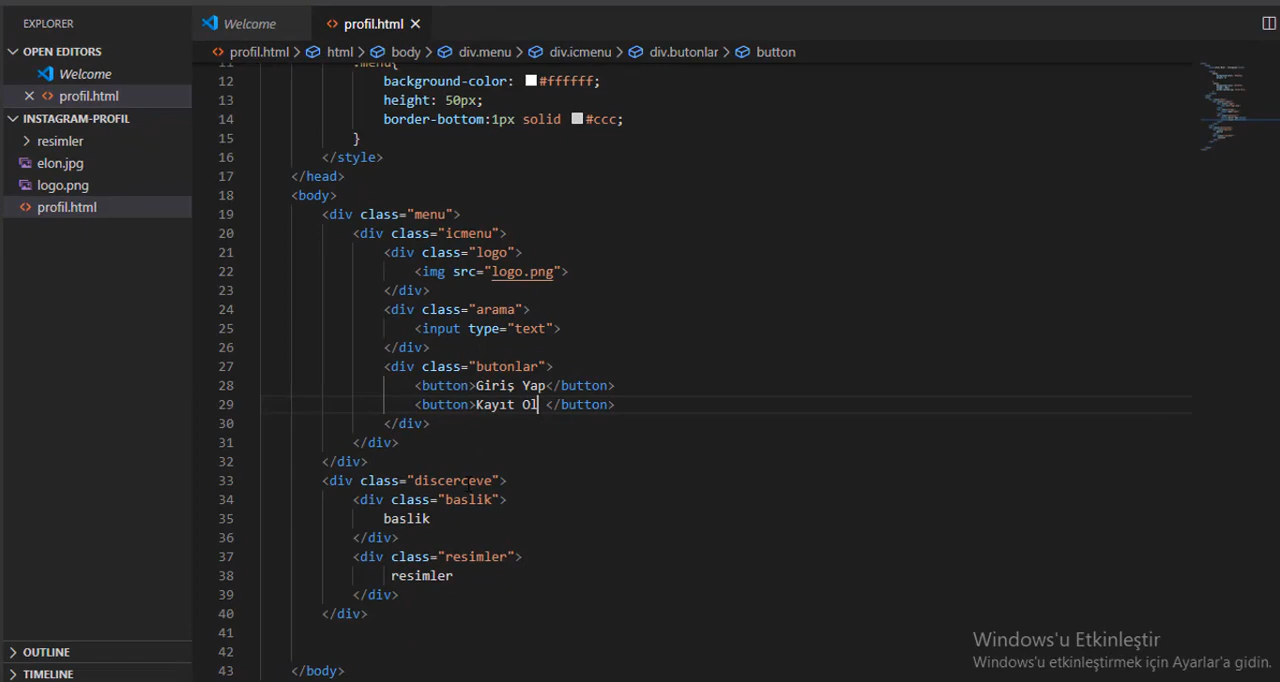 EXPLORER
OPEN EDITORS
Welcome
profil.html
INSTAGRAM-PROFIL
resimler
elon.jpg
logo.png
profil.html
OUTLINE
TIMELINE
Welcome
profil.html
profil.html > html > body > div.menu > div.icmenu > div.butonlar > button
11 .menu{
12 background-color: #ffffff;
13 height: 50px;
14 border-bottom:1px solid #ccc;
15 }
16 </style>
17 </head>
18 <body>
19 <div class="menu">
20 <div class="icmenu">
21 <div class="logo">
22 <img src="logo.png">
23 </div>
24 <div class="arama">
25 <input type="text">
26 </div>
27 <div class="butonlar">
28 <button>Giriş Yap</button>
29 <button>Kayıt Ol </button>
30 </div>
31 </div>
32 </div>
33 <div class="discerceve">
34 <div class="baslik">
35 baslik
36 </div>
37 <div class="resimler">
38 resimler
39 </div>
40 </div>
41
42
43 </body>
Windows'u Etkinleştir
Windows'u etkinleştirmek için Ayarlar'a gidin.